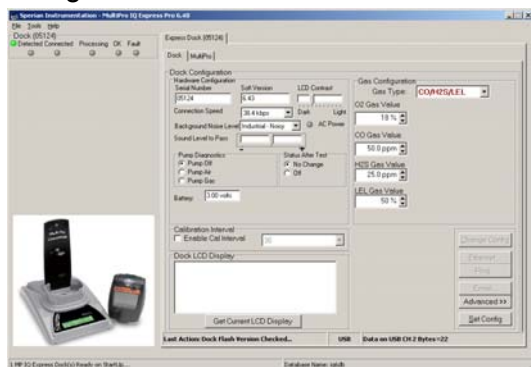 Sperian Instrumentation - MultiPro IQ Express Pro 6.40
File Tools Help
Dock (05124)
Detected Connected Processing OK Fault
Express Dock (05124)
Dock MultiPro
Dock Configuration
Hardware Configuration
Serial Number Soft Version LCD Contrast
05124 6.43
Connection Speed 38.4 kbps Dark Light
Background Noise Level Industrial - Noisy AC Power
Sound Level to Pass
Pump Diagnostics
Pump Off
Pump Air
Pump Gas
Status After Test
No Change
Off
Battery: 3.00 volts
Gas Configuration
Gas Type: CO/H2S/LEL
O2 Gas Value
18 %
CO Gas Value
50.0 ppm
H2S Gas Value
25.0 ppm
LEL Gas Value
50 %
Calibration Interval
Enable Cal Interval 30
Dock LCD Display
Get Current LCD Display
Change Config
Ethernet
Ping
Email
Advanced >>
Set Config
Last Action: Dock Flash Version Checked... USB Data on USB CH 2 Bytes=22
1 MP IQ Express Dock(s) Ready on StartUp... Database Name: iqtdb